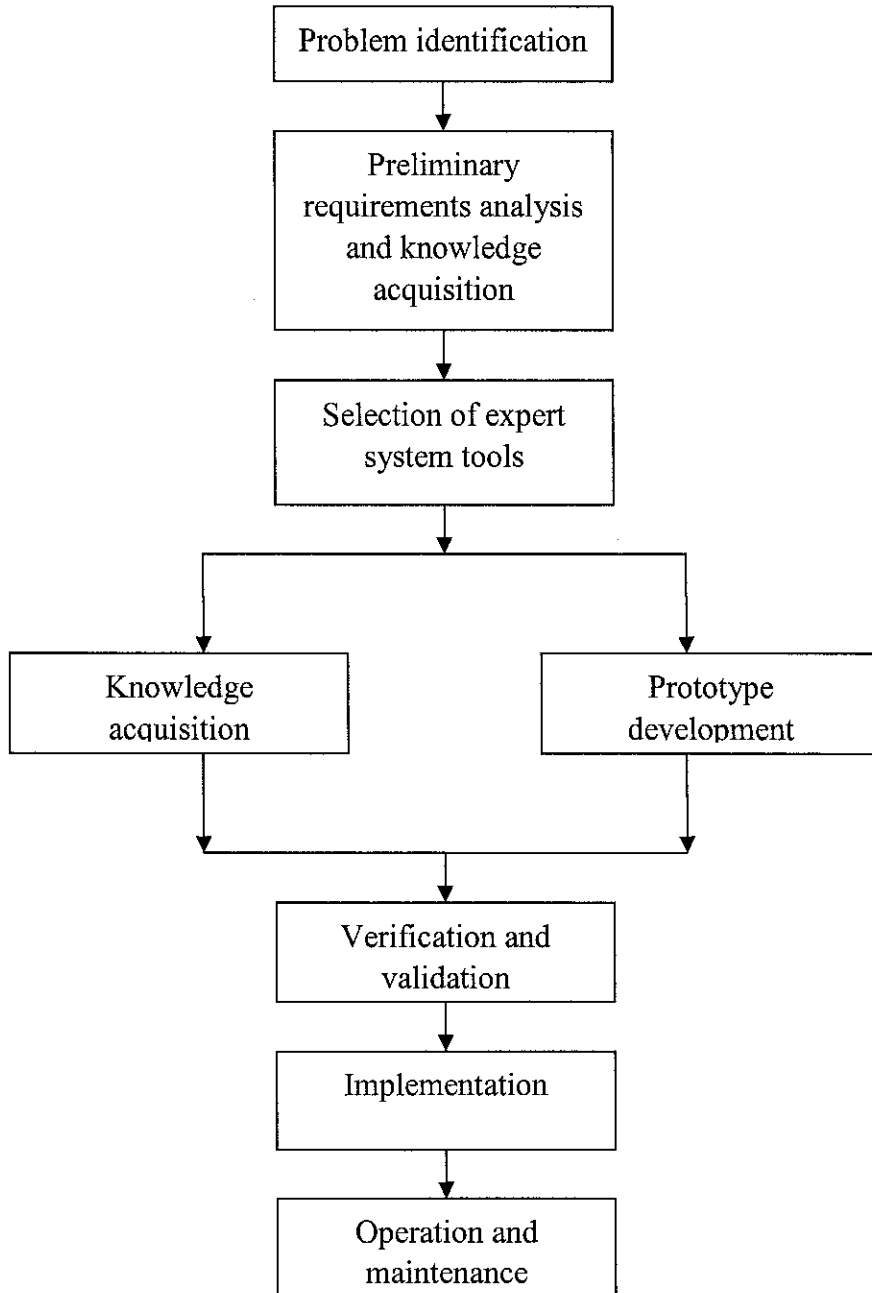 Problem identification
Preliminary
requirements analysis
and knowledge
acquisition
Selection of expert
system tools
Knowledge
acquisition
Prototype
development
Verification and
validation
Implementation
Operation and
maintenance